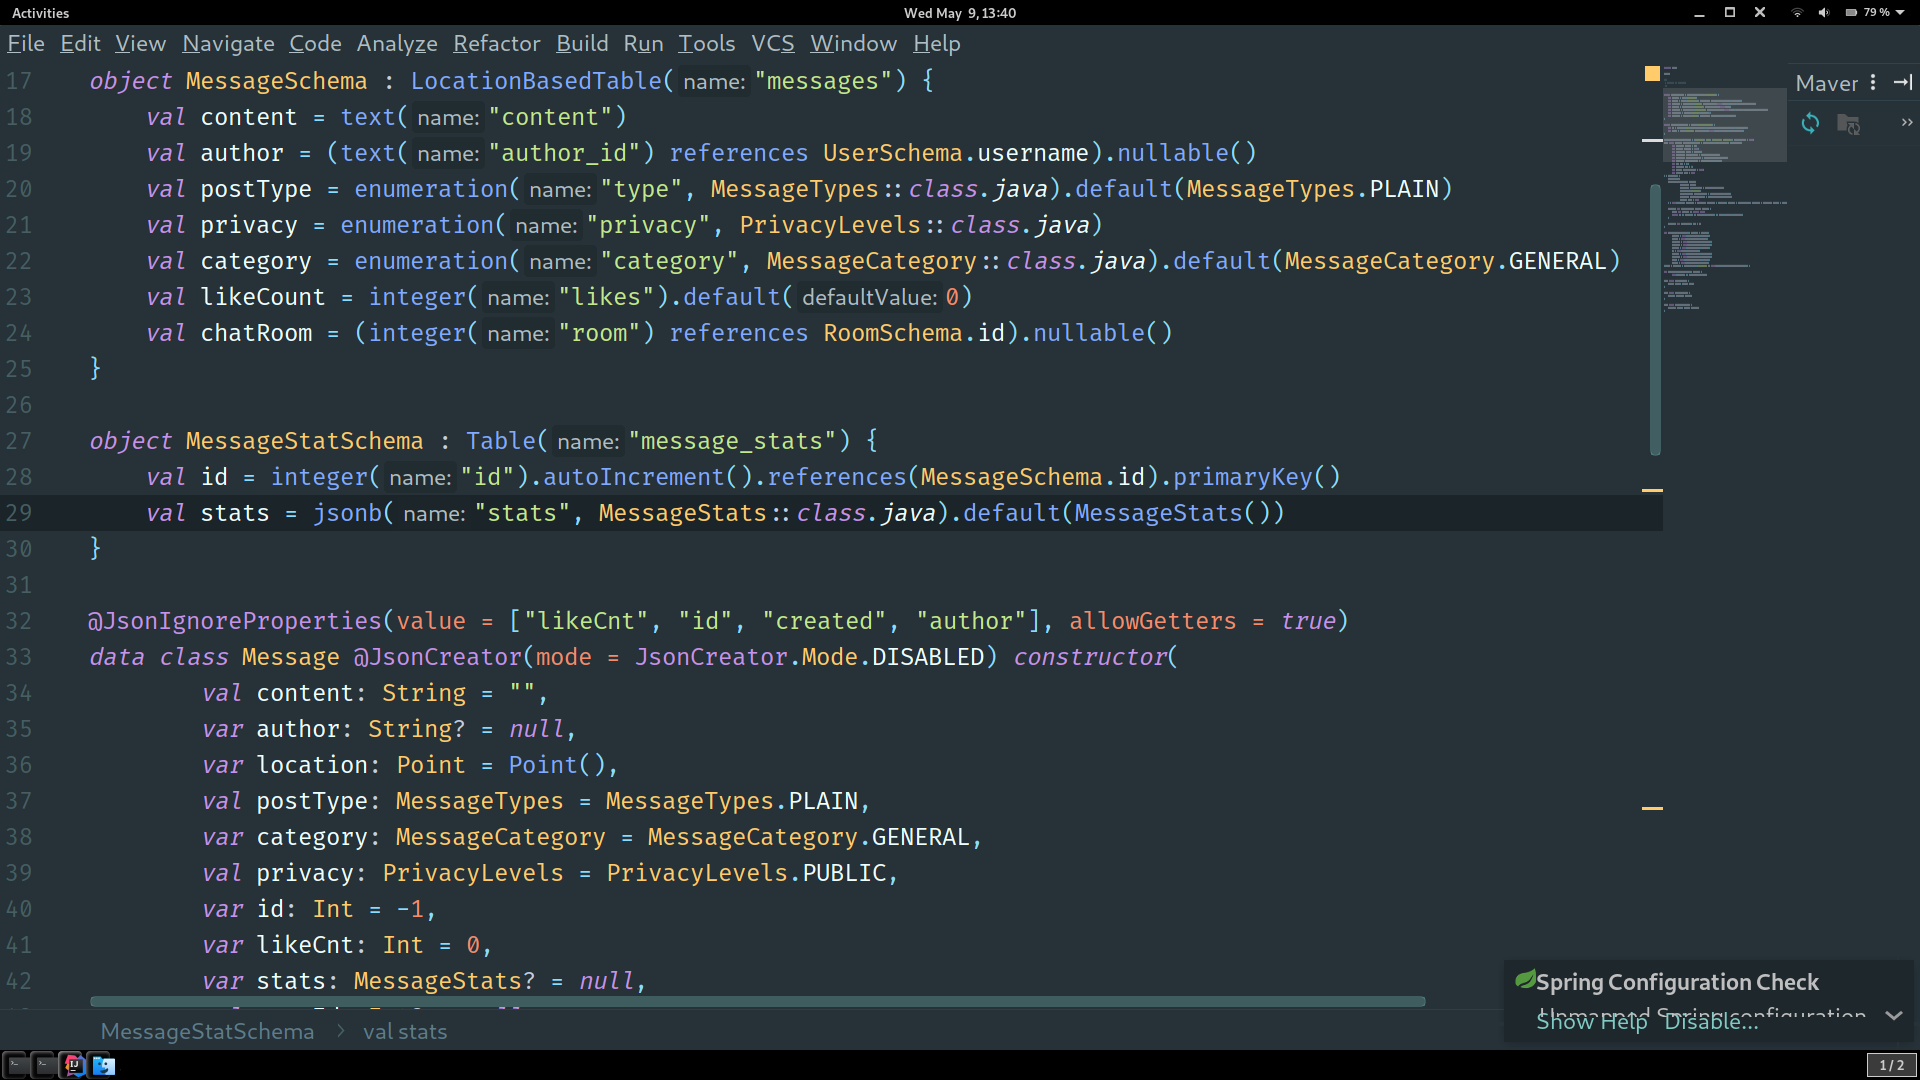 Activities
Wed May 9, 13:40
79 %
File Edit View Navigate Code Analyze Refactor Build Run Tools VCS Window Help
17 object MessageSchema : LocationBasedTable( name: "messages") {
18 val content = text( name: "content")
19 val author = (text( name: "author_id") references UserSchema.username).nullable()
20 val postType = enumeration( name: "type", MessageTypes::class.java).default(MessageTypes.PLAIN)
21 val privacy = enumeration( name: "privacy", PrivacyLevels::class.java)
22 val category = enumeration( name: "category", MessageCategory::class.java).default(MessageCategory.GENERAL)
23 val likeCount = integer( name: "likes").default( defaultValue: 0)
24 val chatRoom = (integer( name: "room") references RoomSchema.id).nullable()
25 }
26
27 object MessageStatSchema : Table( name: "message_stats") {
28 val id = integer( name: "id").autoIncrement().references(MessageSchema.id).primaryKey()
29 val stats = jsonb( name: "stats", MessageStats::class.java).default(MessageStats())
30 }
31
32 @JsonIgnoreProperties(value = ["likeCnt", "id", "created", "author"], allowGetters = true)
33 data class Message @JsonCreator(mode = JsonCreator.Mode.DISABLED) constructor(
34 val content: String = "",
35 var author: String? = null,
36 var location: Point = Point(),
37 val postType: MessageTypes = MessageTypes.PLAIN,
38 var category: MessageCategory = MessageCategory.GENERAL,
39 val privacy: PrivacyLevels = PrivacyLevels.PUBLIC,
40 var id: Int = -1,
41 var likeCnt: Int = 0,
42 var stats: MessageStats? = null,
Maver
Spring Configuration Check
Unmapped Spring configuration
Show Help Disable...
MessageStatSchema > val stats
1 / 2